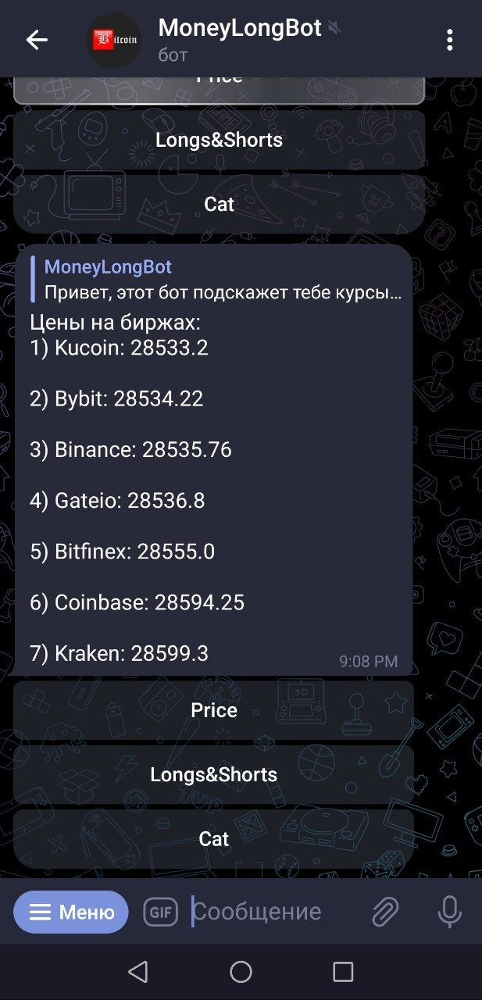 MoneyLongBot
Bitcoin
бот
Price
Longs&Shorts
Cat
MoneyLongBot
Привет, этот бот подскажет тебе курсы...
Цены на биржах:
1) Kucoin: 28533.2
2) Bybit: 28534.22
3) Binance: 28535.76
4) Gateio: 28536.8
5) Bitfinex: 28555.0
6) Coinbase: 28594.25
7) Kraken: 28599.3
9:08 PM
Price
Longs&Shorts
Cat
Меню
GIF
Сообщение